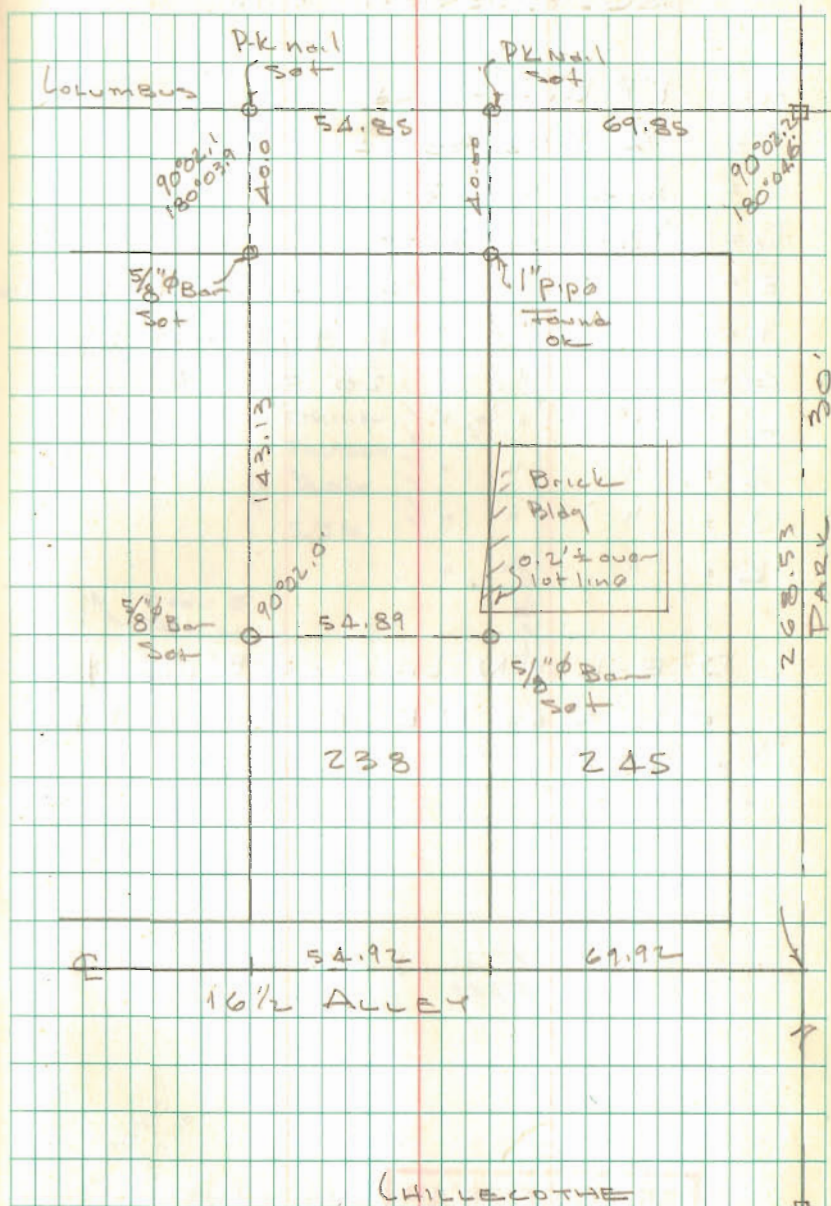 P-K nail
set
PK Nail
set
Columbus
54.85
69.85
90°02.1
180°03.9
40.0
40.00
90°02.2
180°04.6
5/8"φ Bar
Set
1" pipe
Found
ok
143.13
30'
Brick
Bldg
0.2'± over
lot line
268.53
PARK
90°02.0'
5/8"φ Bar
Set
54.89
5/8"φ Bar
Set
238
245
54.92
69.92
16 1/2 ALLEY
CHILLECOTHE